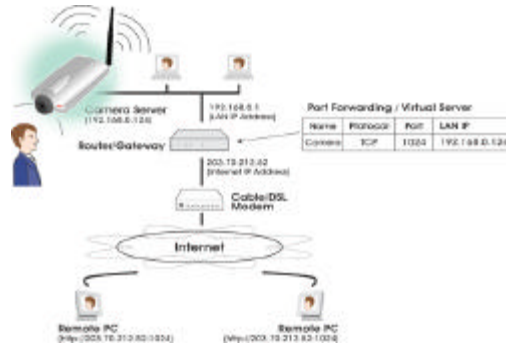 Camera Server
(192.168.0.124)
192.168.0.1
(LAN IP Address)
Router/Gateway
Port Forwarding / Virtual Server
Name Protocol Port LAN IP
Camera TCP 1024 192.168.0.124
203.70.212.52
(Internet IP Address)
Cable/DSL
Modem
Internet
Remote PC
(http://203.70.212.52:1024)
Remote PC
(http://203.70.212.52:1024)